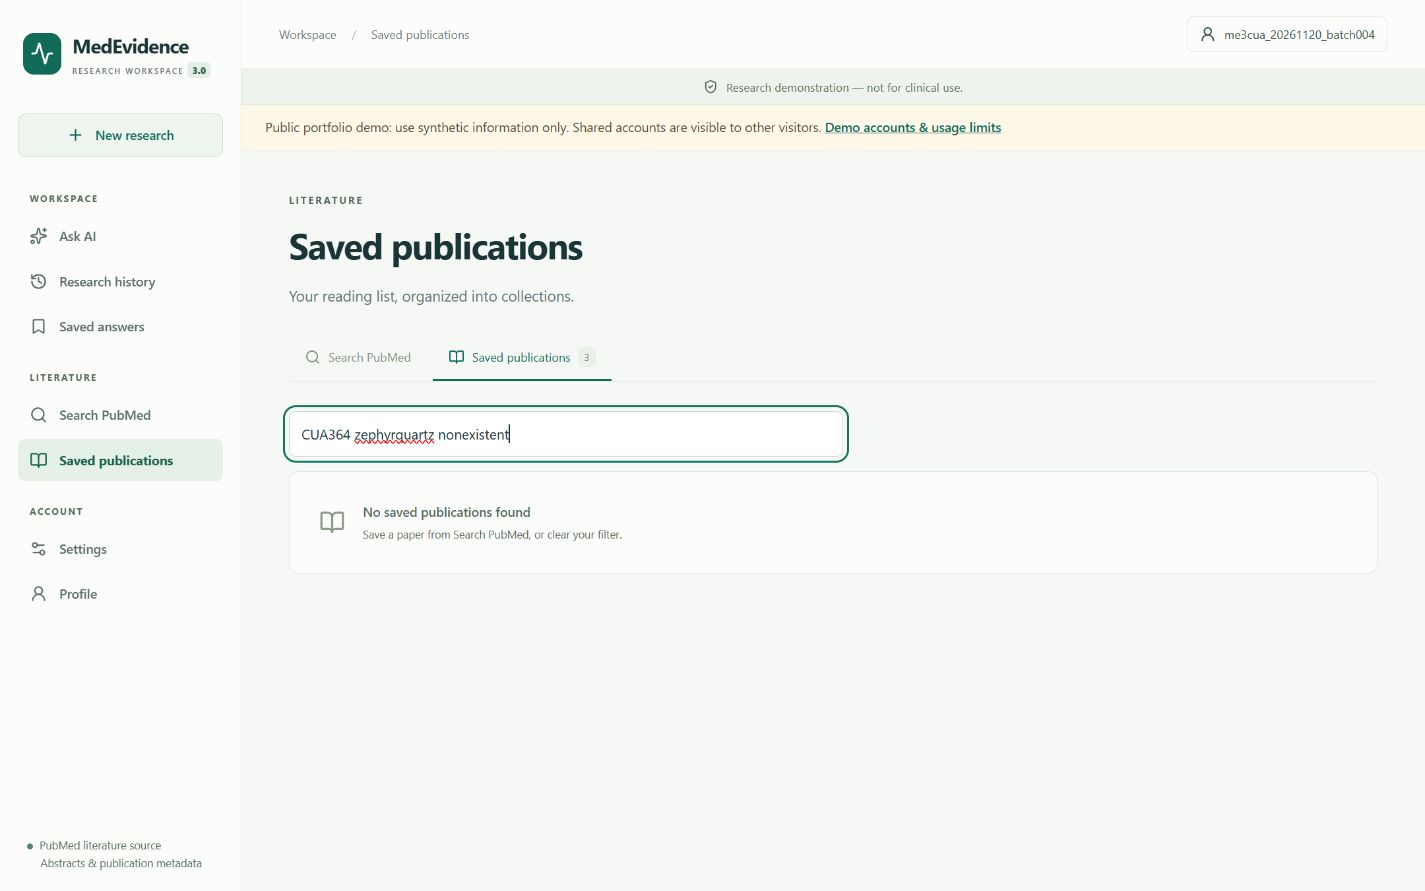 MedEvidence
RESEARCH WORKSPACE 3.0
New research
WORKSPACE
Ask AI
Research history
Saved answers
LITERATURE
Search PubMed
Saved publications
ACCOUNT
Settings
Profile
PubMed literature source
Abstracts & publication metadata
Workspace / Saved publications
me3cua_20261120_batch004
Research demonstration — not for clinical use.
Public portfolio demo: use synthetic information only. Shared accounts are visible to other visitors. Demo accounts & usage limits
LITERATURE
Saved publications
Your reading list, organized into collections.
Search PubMed
Saved publications 3
CUA364 zephyrquartz nonexistent
No saved publications found
Save a paper from Search PubMed, or clear your filter.